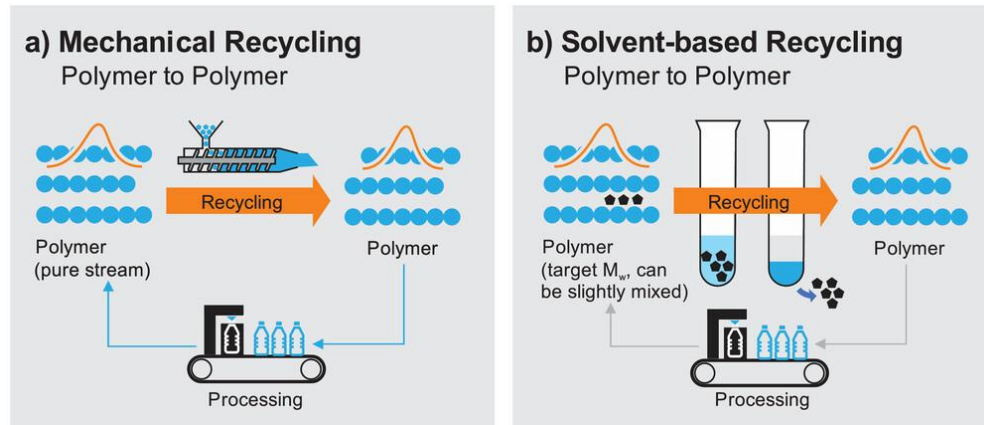 a) Mechanical Recycling
Polymer to Polymer
Recycling
Polymer
(pure stream)
Polymer
Processing
b) Solvent-based Recycling
Polymer to Polymer
Recycling
Polymer
(target Mw, can
be slightly mixed)
Polymer
Processing